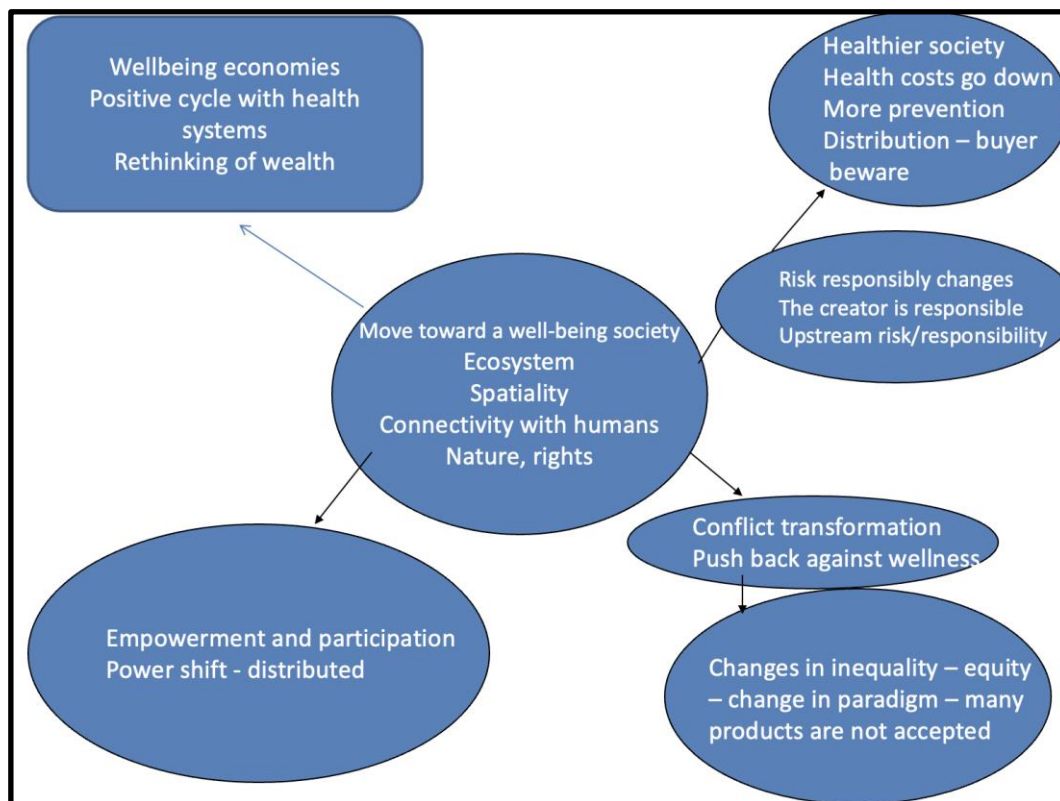 Wellbeing economies
Positive cycle with health
systems
Rethinking of wealth
Healthier society
Health costs go down
More prevention
Distribution – buyer
beware
Risk responsibly changes
The creator is responsible
Upstream risk/responsibility
Move toward a well-being society
Ecosystem
Spatiality
Connectivity with humans
Nature, rights
Conflict transformation
Push back against wellness
Empowerment and participation
Power shift - distributed
Changes in inequality – equity
– change in paradigm – many
products are not accepted